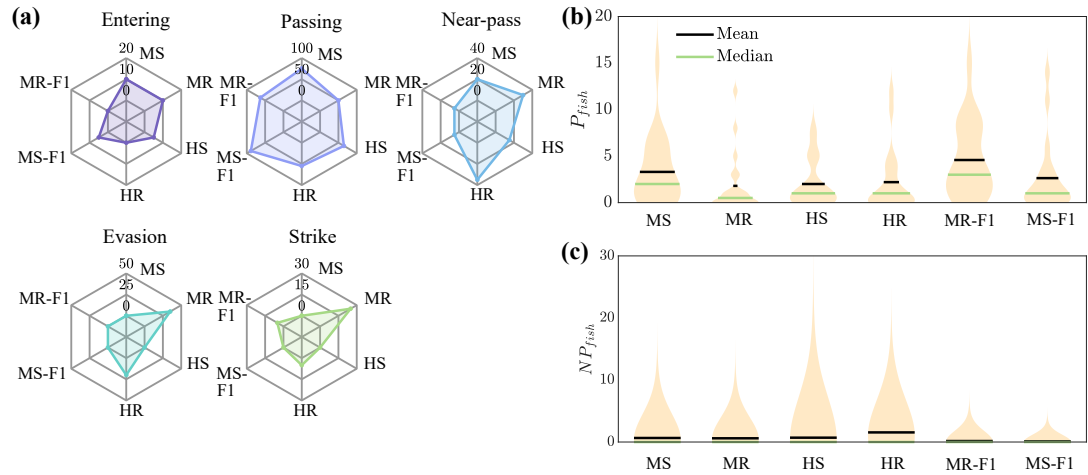 (a)
Entering
20
10
0
MS
MR
HS
HR
MS-F1
MR-F1
Passing
100
50
0
MS
MR
HS
HR
MS-
F1
MR-
F1
Near-pass
40
20
0
MS
MR
HS
HR
MS-
F1
MR-
F1
Evasion
50
25
0
MS
MR
HS
HR
MS-F1
MR-F1
Strike
30
15
0
MS
MR
HS
HR
MS-
F1
MR-
F1
(b)
20
15
10
5
0
P_fish
Mean
Median
MS MR HS HR MR-F1 MS-F1
(c)
30
20
10
0
NP_fish
MS MR HS HR MR-F1 MS-F1